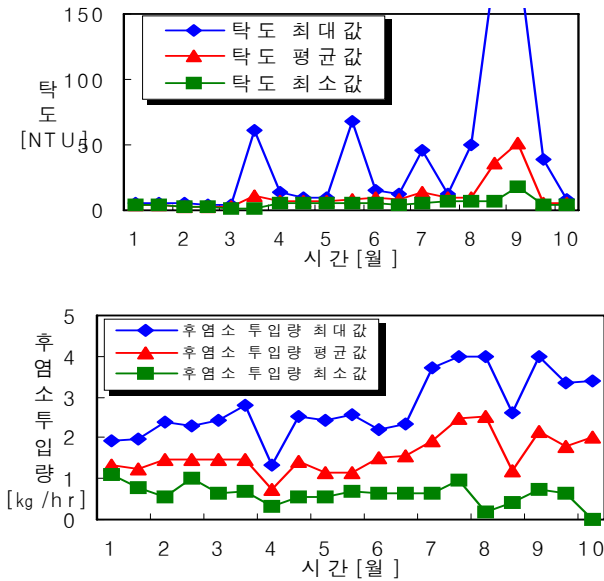 150
100
50
0
탁도
[NTU]
탁도 최대값
탁도 평균값
탁도 최소값
1 2 3 4 5 6 7 8 9 10
시간[월]
5
4
3
2
1
0
후염소투입량
[kg/hr]
후염소 투입량 최대값
후염소 투입량 평균값
후염소 투입량 최소값
1 2 3 4 5 6 7 8 9 10
시간[월]